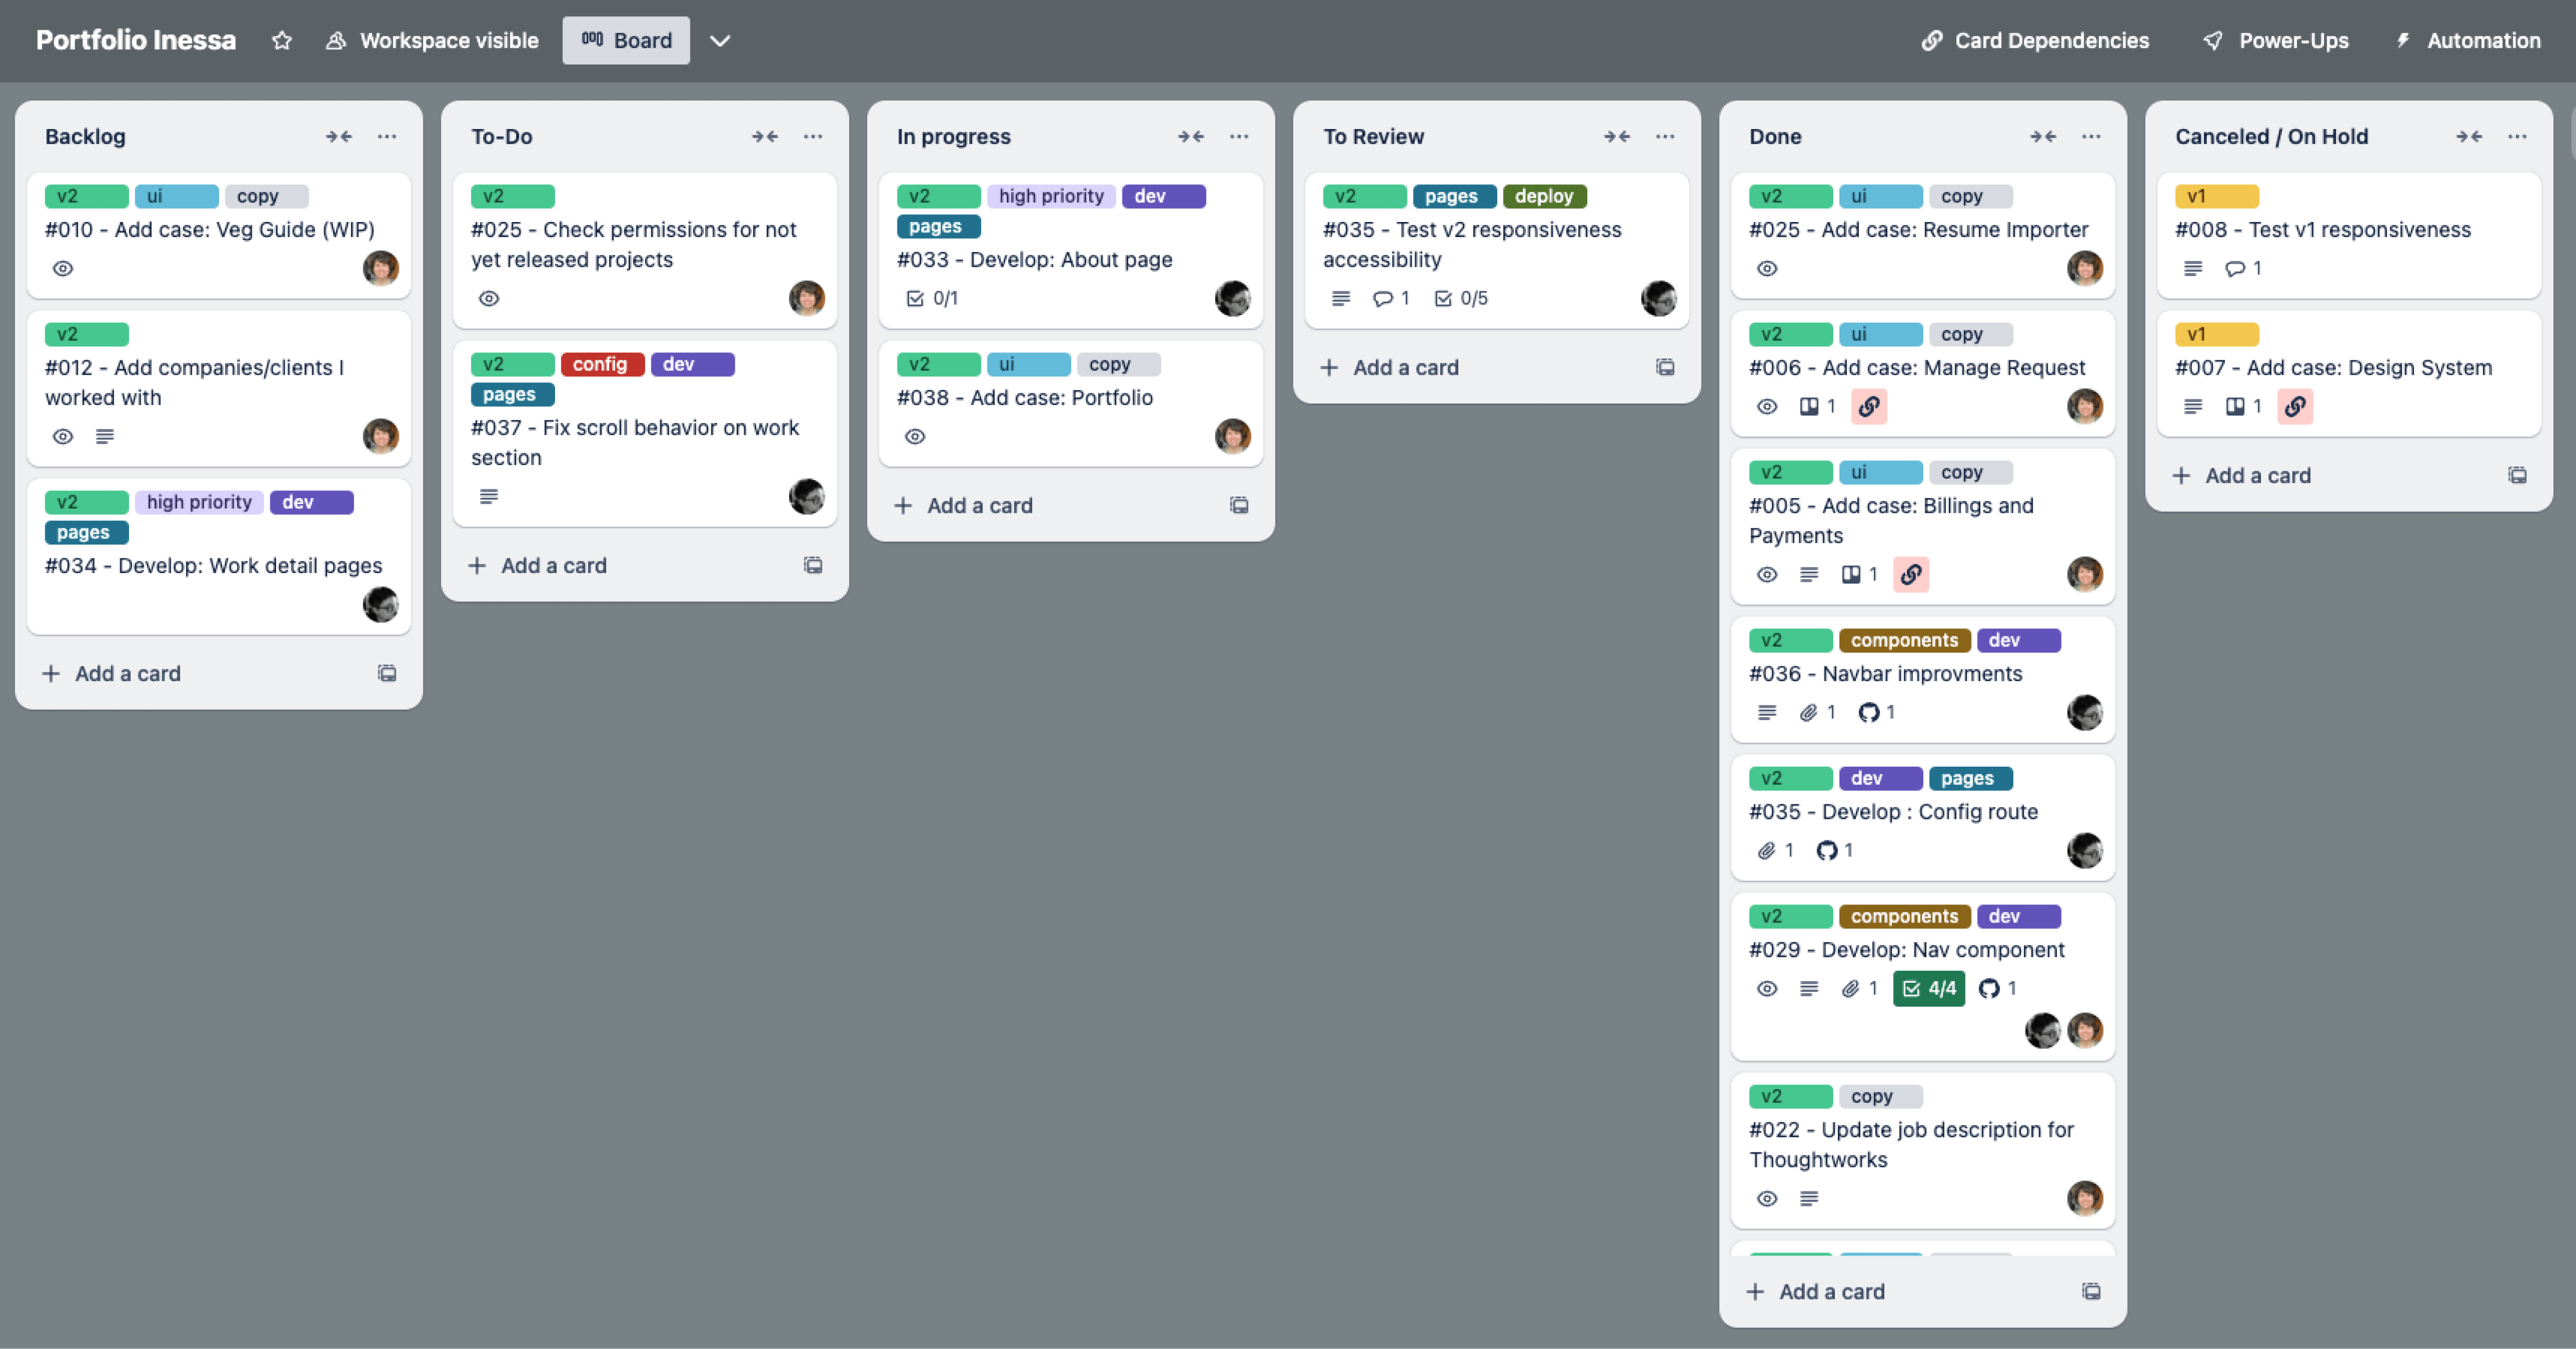 Portfolio Inessa
Workspace visible
Board
Card Dependencies
Power-Ups
Automation
Backlog
v2 ui copy
#010 - Add case: Veg Guide (WIP)
v2
#012 - Add companies/clients I
worked with
v2 high priority dev
pages
#034 - Develop: Work detail pages
Add a card
To-Do
v2
#025 - Check permissions for not
yet released projects
v2 config dev
pages
#037 - Fix scroll behavior on work
section
Add a card
In progress
v2 high priority dev
pages
#033 - Develop: About page
0/1
v2 ui copy
#038 - Add case: Portfolio
Add a card
To Review
v2 pages deploy
#035 - Test v2 responsiveness
accessibility
1 0/5
Add a card
Done
v2 ui copy
#025 - Add case: Resume Importer
v2 ui copy
#006 - Add case: Manage Request
1
v2 ui copy
#005 - Add case: Billings and
Payments
1
v2 components dev
#036 - Navbar improvments
1 1
v2 dev pages
#035 - Develop : Config route
1 1
v2 components dev
#029 - Develop: Nav component
1 4/4 1
v2 copy
#022 - Update job description for
Thoughtworks
Add a card
Canceled / On Hold
v1
#008 - Test v1 responsiveness
1
v1
#007 - Add case: Design System
1
Add a card